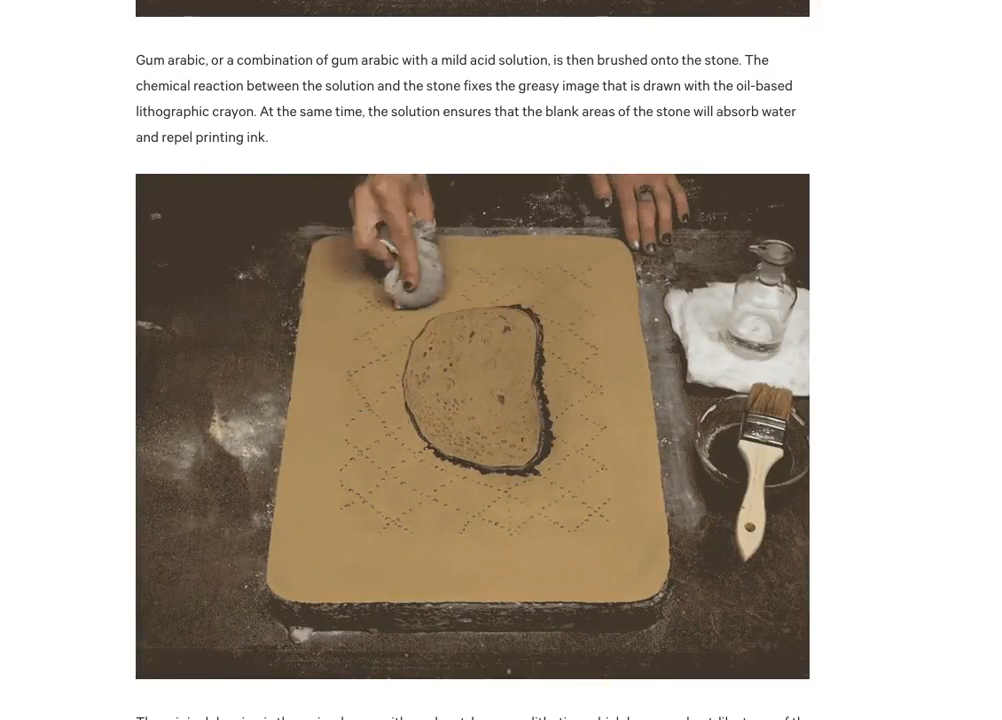 Gum arabic, or a combination of gum arabic with a mild acid solution, is then brushed onto the stone. The
chemical reaction between the solution and the stone fixes the greasy image that is drawn with the oil-based
lithographic crayon. At the same time, the solution ensures that the blank areas of the stone will absorb water
and repel printing ink.